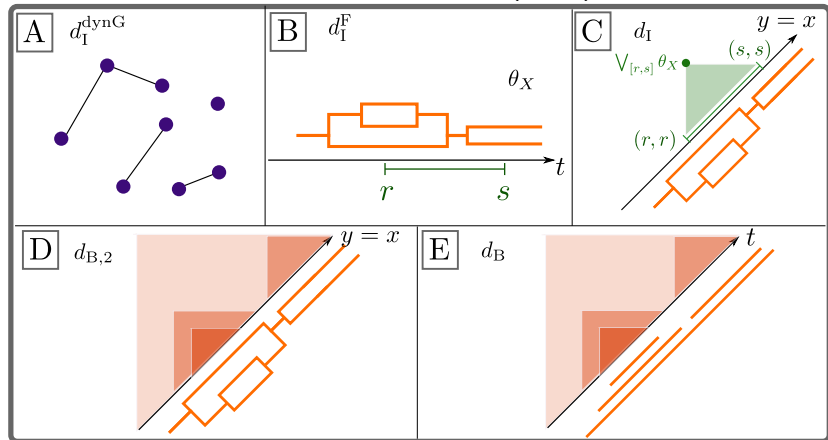 A
d_I^dynG
B
d_I^F
θ_X
t
r
s
C
d_I
y = x
(s, s)
⋁_[r,s] θ_X
(r, r)
D
d_B,2
y = x
E
d_B
t